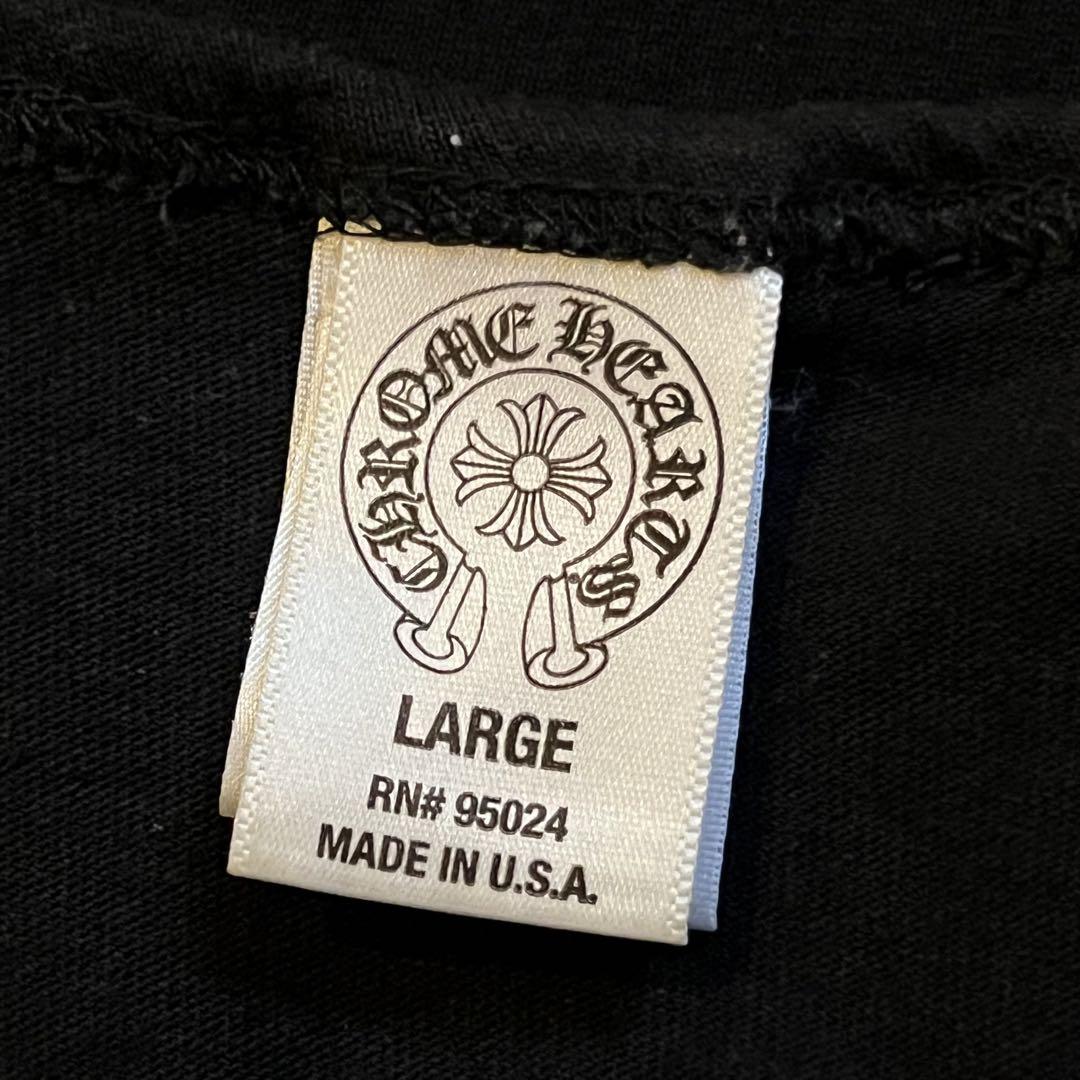 CHROME HEARTS
LARGE
RN# 95024
MADE IN U.S.A.